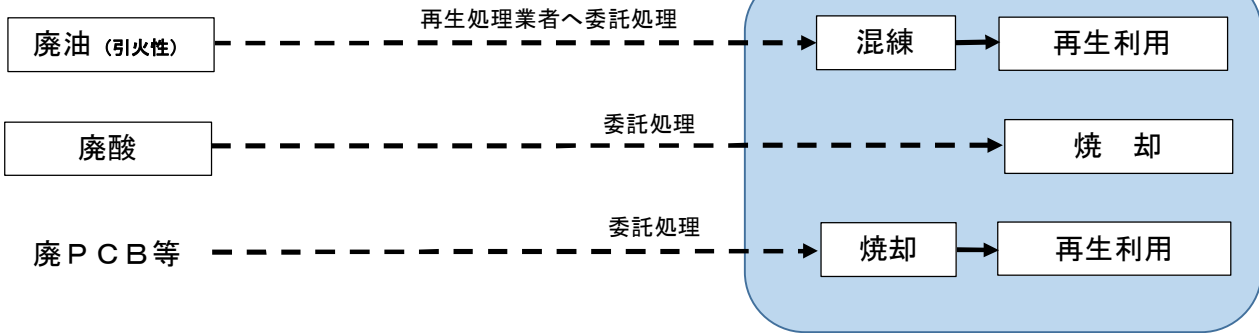 再生処理業者へ委託処理
廃油（引火性） 混練 再生利用
委託処理
廃酸 焼　却
委託処理
廃ＰＣＢ等 焼却 再生利用